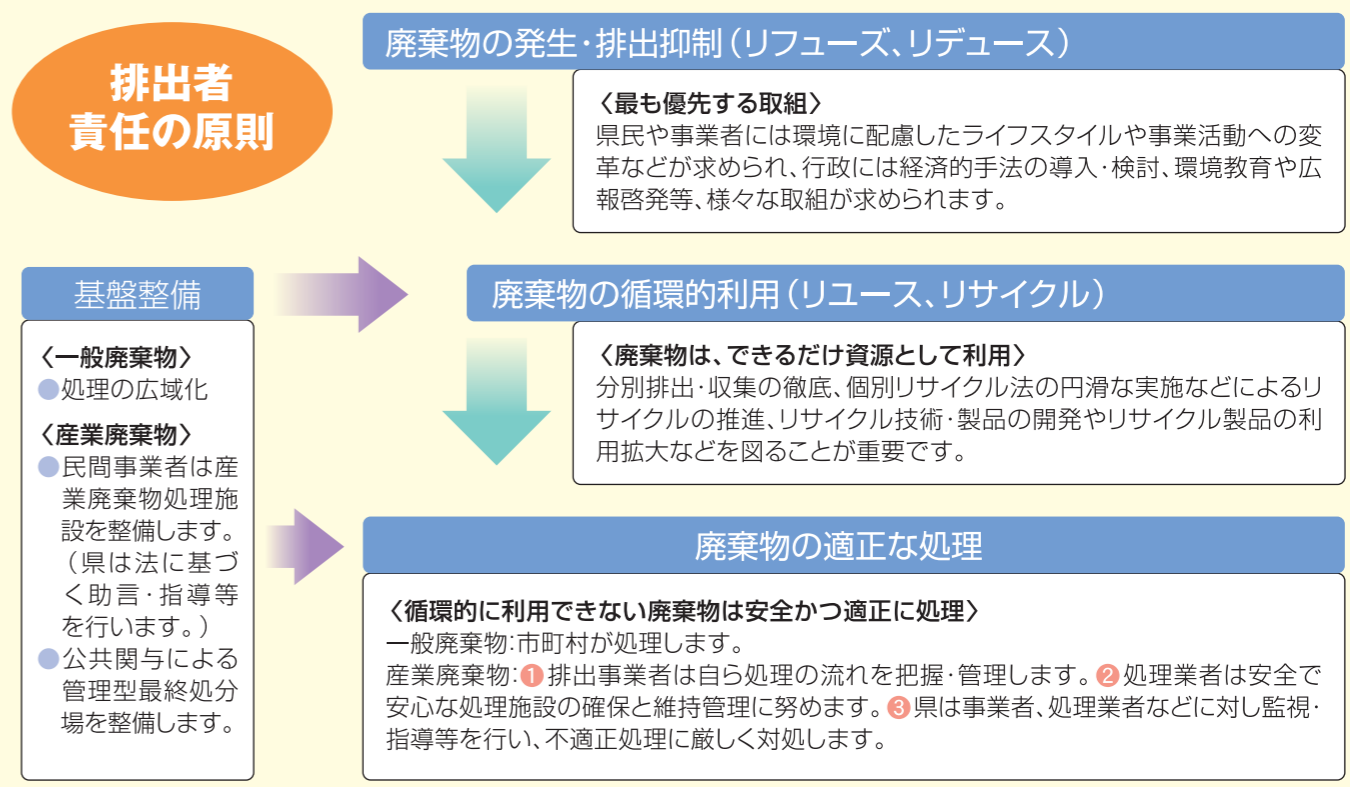 排出者
責任の原則
廃棄物の発生・排出抑制（リフューズ、リデュース）
〈最も優先する取組〉
県民や事業者には環境に配慮したライフスタイルや事業活動への変
革などが求められ、行政には経済的手法の導入・検討、環境教育や広
報啓発等、様々な取組が求められます。
基盤整備
〈一般廃棄物〉
●処理の広域化
〈産業廃棄物〉
●民間事業者は産
業廃棄物処理施
設を整備します。
（県は法に基づ
く助言・指導等
を行います。）
●公共関与による
管理型最終処分
場を整備します。
廃棄物の循環的利用（リユース、リサイクル）
〈廃棄物は、できるだけ資源として利用〉
分別排出・収集の徹底、個別リサイクル法の円滑な実施などによるリ
サイクルの推進、リサイクル技術・製品の開発やリサイクル製品の利
用拡大などを図ることが重要です。
廃棄物の適正な処理
〈循環的に利用できない廃棄物は安全かつ適正に処理〉
一般廃棄物：市町村が処理します。
産業廃棄物：❶排出事業者は自ら処理の流れを把握・管理します。❷処理業者は安全で
安心な処理施設の確保と維持管理に努めます。❸県は事業者、処理業者などに対し監視・
指導等を行い、不適正処理に厳しく対処します。